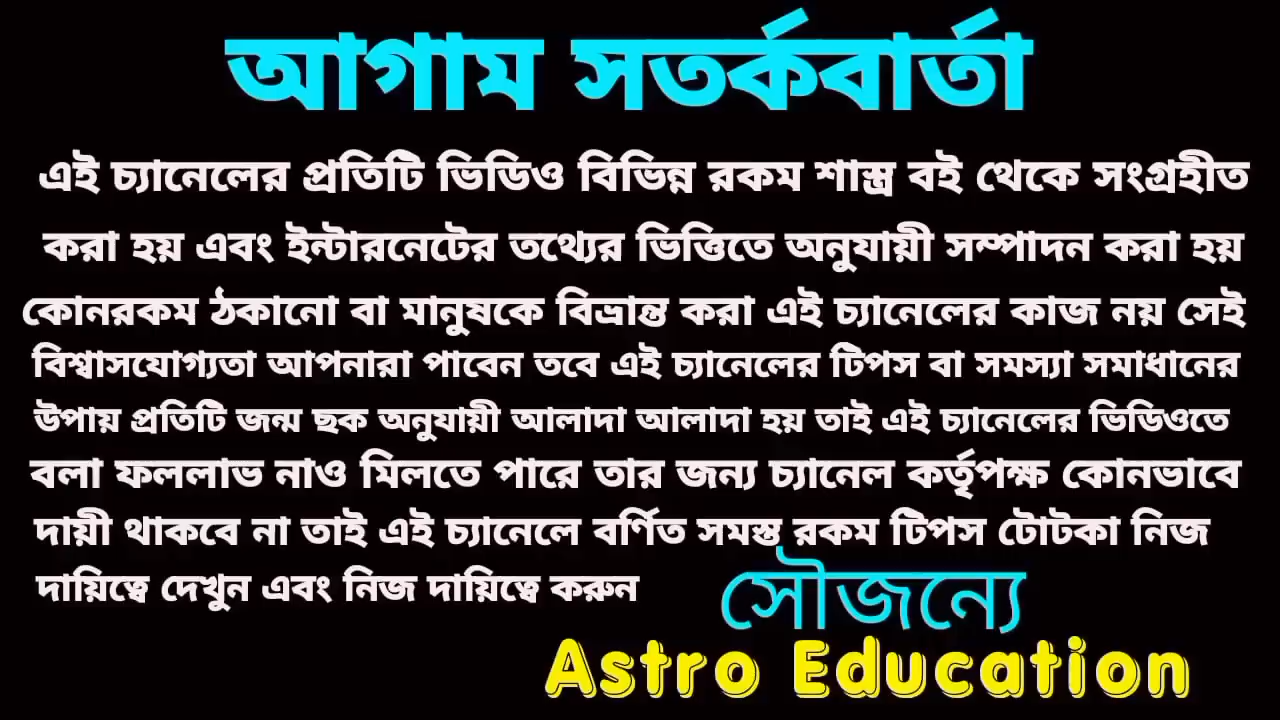 আগাম সতর্কবার্তা
এই চ্যানেলের প্রতিটি ভিডিও বিভিন্ন রকম শাস্ত্র বই থেকে সংগ্রহীত
করা হয় এবং ইন্টারনেটের তথ্যের ভিত্তিতে অনুযায়ী সম্পাদন করা হয়
কোনরকম ঠকানো বা মানুষকে বিভ্রান্ত করা এই চ্যানেলের কাজ নয় সেই
বিশ্বাসযোগ্যতা আপনারা পাবেন তবে এই চ্যানেলের টিপস বা সমস্যা সমাধানের
উপায় প্রতিটি জন্ম ছক অনুযায়ী আলাদা আলাদা হয় তাই এই চ্যানেলের ভিডিওতে
বলা ফললাভ নাও মিলতে পারে তার জন্য চ্যানেল কর্তৃপক্ষ কোনভাবে
দায়ী থাকবে না তাই এই চ্যানেলে বর্ণিত সমস্ত রকম টিপস টোটকা নিজ
দায়িত্বে দেখুন এবং নিজ দায়িত্বে করুন
সৌজন্যে
Astro Education